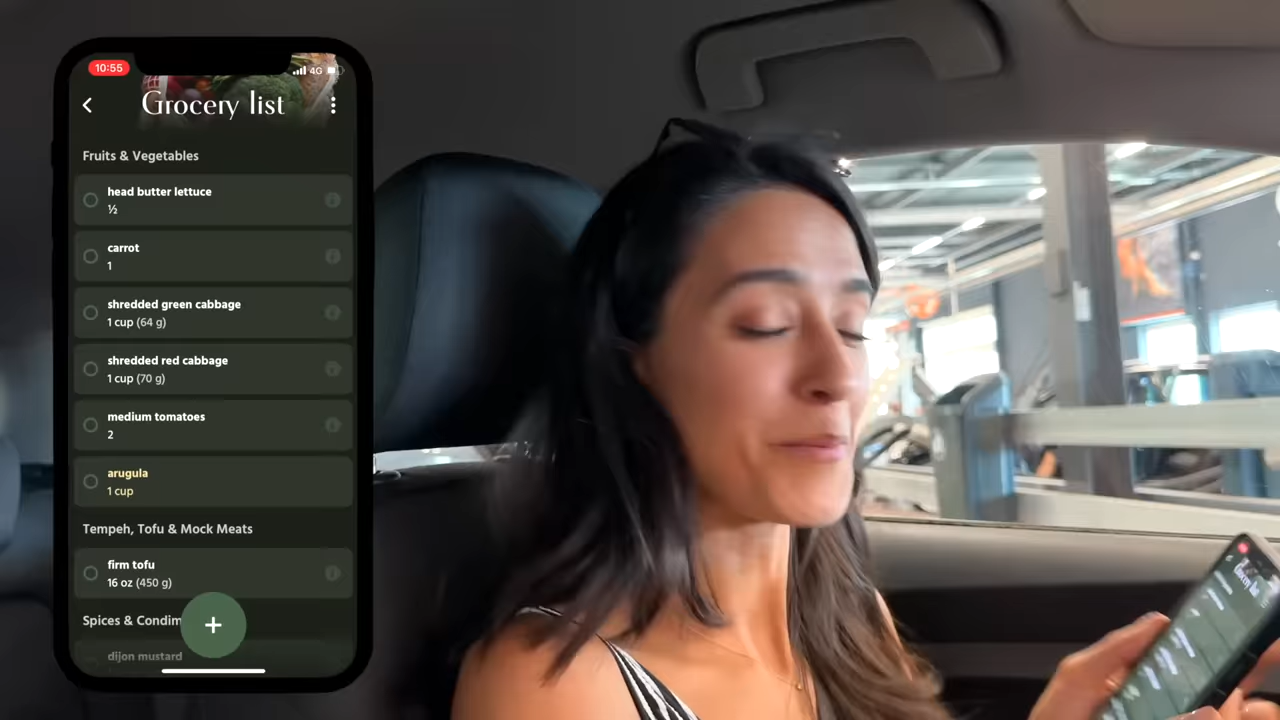 10:55
4G
Grocery list
Fruits & Vegetables
head butter lettuce
½
carrot
1
shredded green cabbage
1 cup (64 g)
shredded red cabbage
1 cup (70 g)
medium tomatoes
2
arugula
1 cup
Tempeh, Tofu & Mock Meats
firm tofu
16 oz (450 g)
Spices & Condim
+
dijon mustard